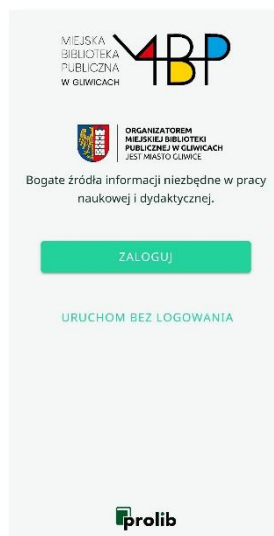 MIEJSKA
BIBLIOTEKA
PUBLICZNA
W GLIWICACH
MBP
ORGANIZATOREM
MIEJSKIEJ BIBLIOTEKI
PUBLICZNEJ W GLIWICACH
JEST MIASTO GLIWICE
Bogate źródła informacji niezbędne w pracy
naukowej i dydaktycznej.
ZALOGUJ
URUCHOM BEZ LOGOWANIA
prolib